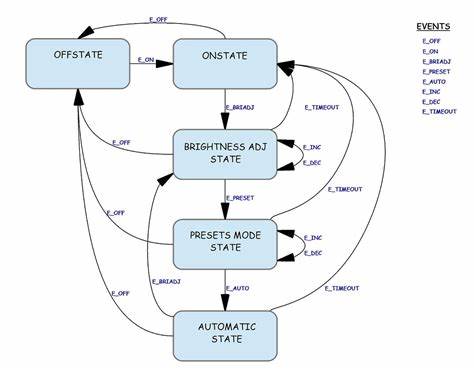 E_OFF
EVENTS
E_OFF
E_ON
E_BRIADJ
E_PRESET
E_AUTO
E_INC
E_DEC
E_TIMEOUT
OFFSTATE
E_ON
ONSTATE
E_BRIADJ
E_TIMEOUT
E_OFF
BRIGHTNESS ADJ
STATE
E_INC
E_DEC
E_TIMEOUT
E_PRESET
E_OFF
PRESETS MODE
STATE
E_INC
E_DEC
E_BRIADJ
E_AUTO
E_TIMEOUT
E_OFF
AUTOMATIC
STATE